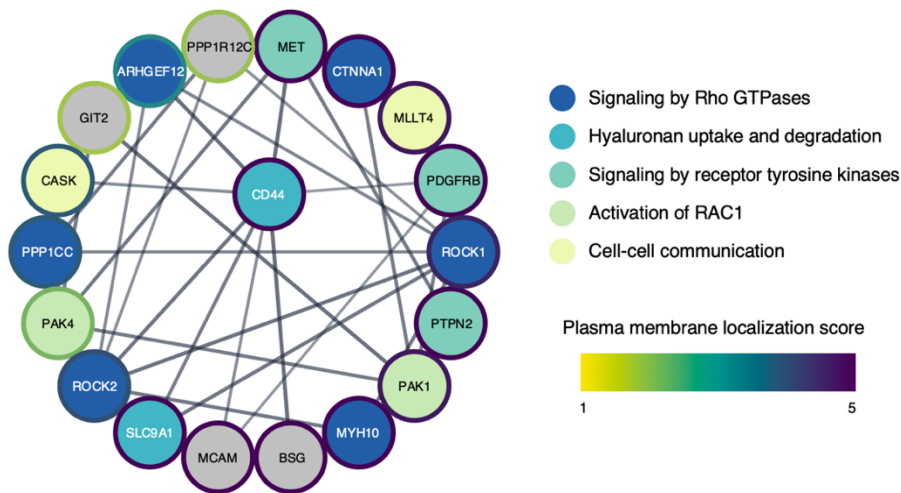 PPP1R12C
MET
ARHGEF12
CTNNA1
GIT2
MLLT4
CASK
CD44
PDGFRB
PPP1CC
ROCK1
PAK4
PTPN2
ROCK2
PAK1
SLC9A1
MYH10
MCAM
BSG
Signaling by Rho GTPases
Hyaluronan uptake and degradation
Signaling by receptor tyrosine kinases
Activation of RAC1
Cell-cell communication
Plasma membrane localization score
1 5